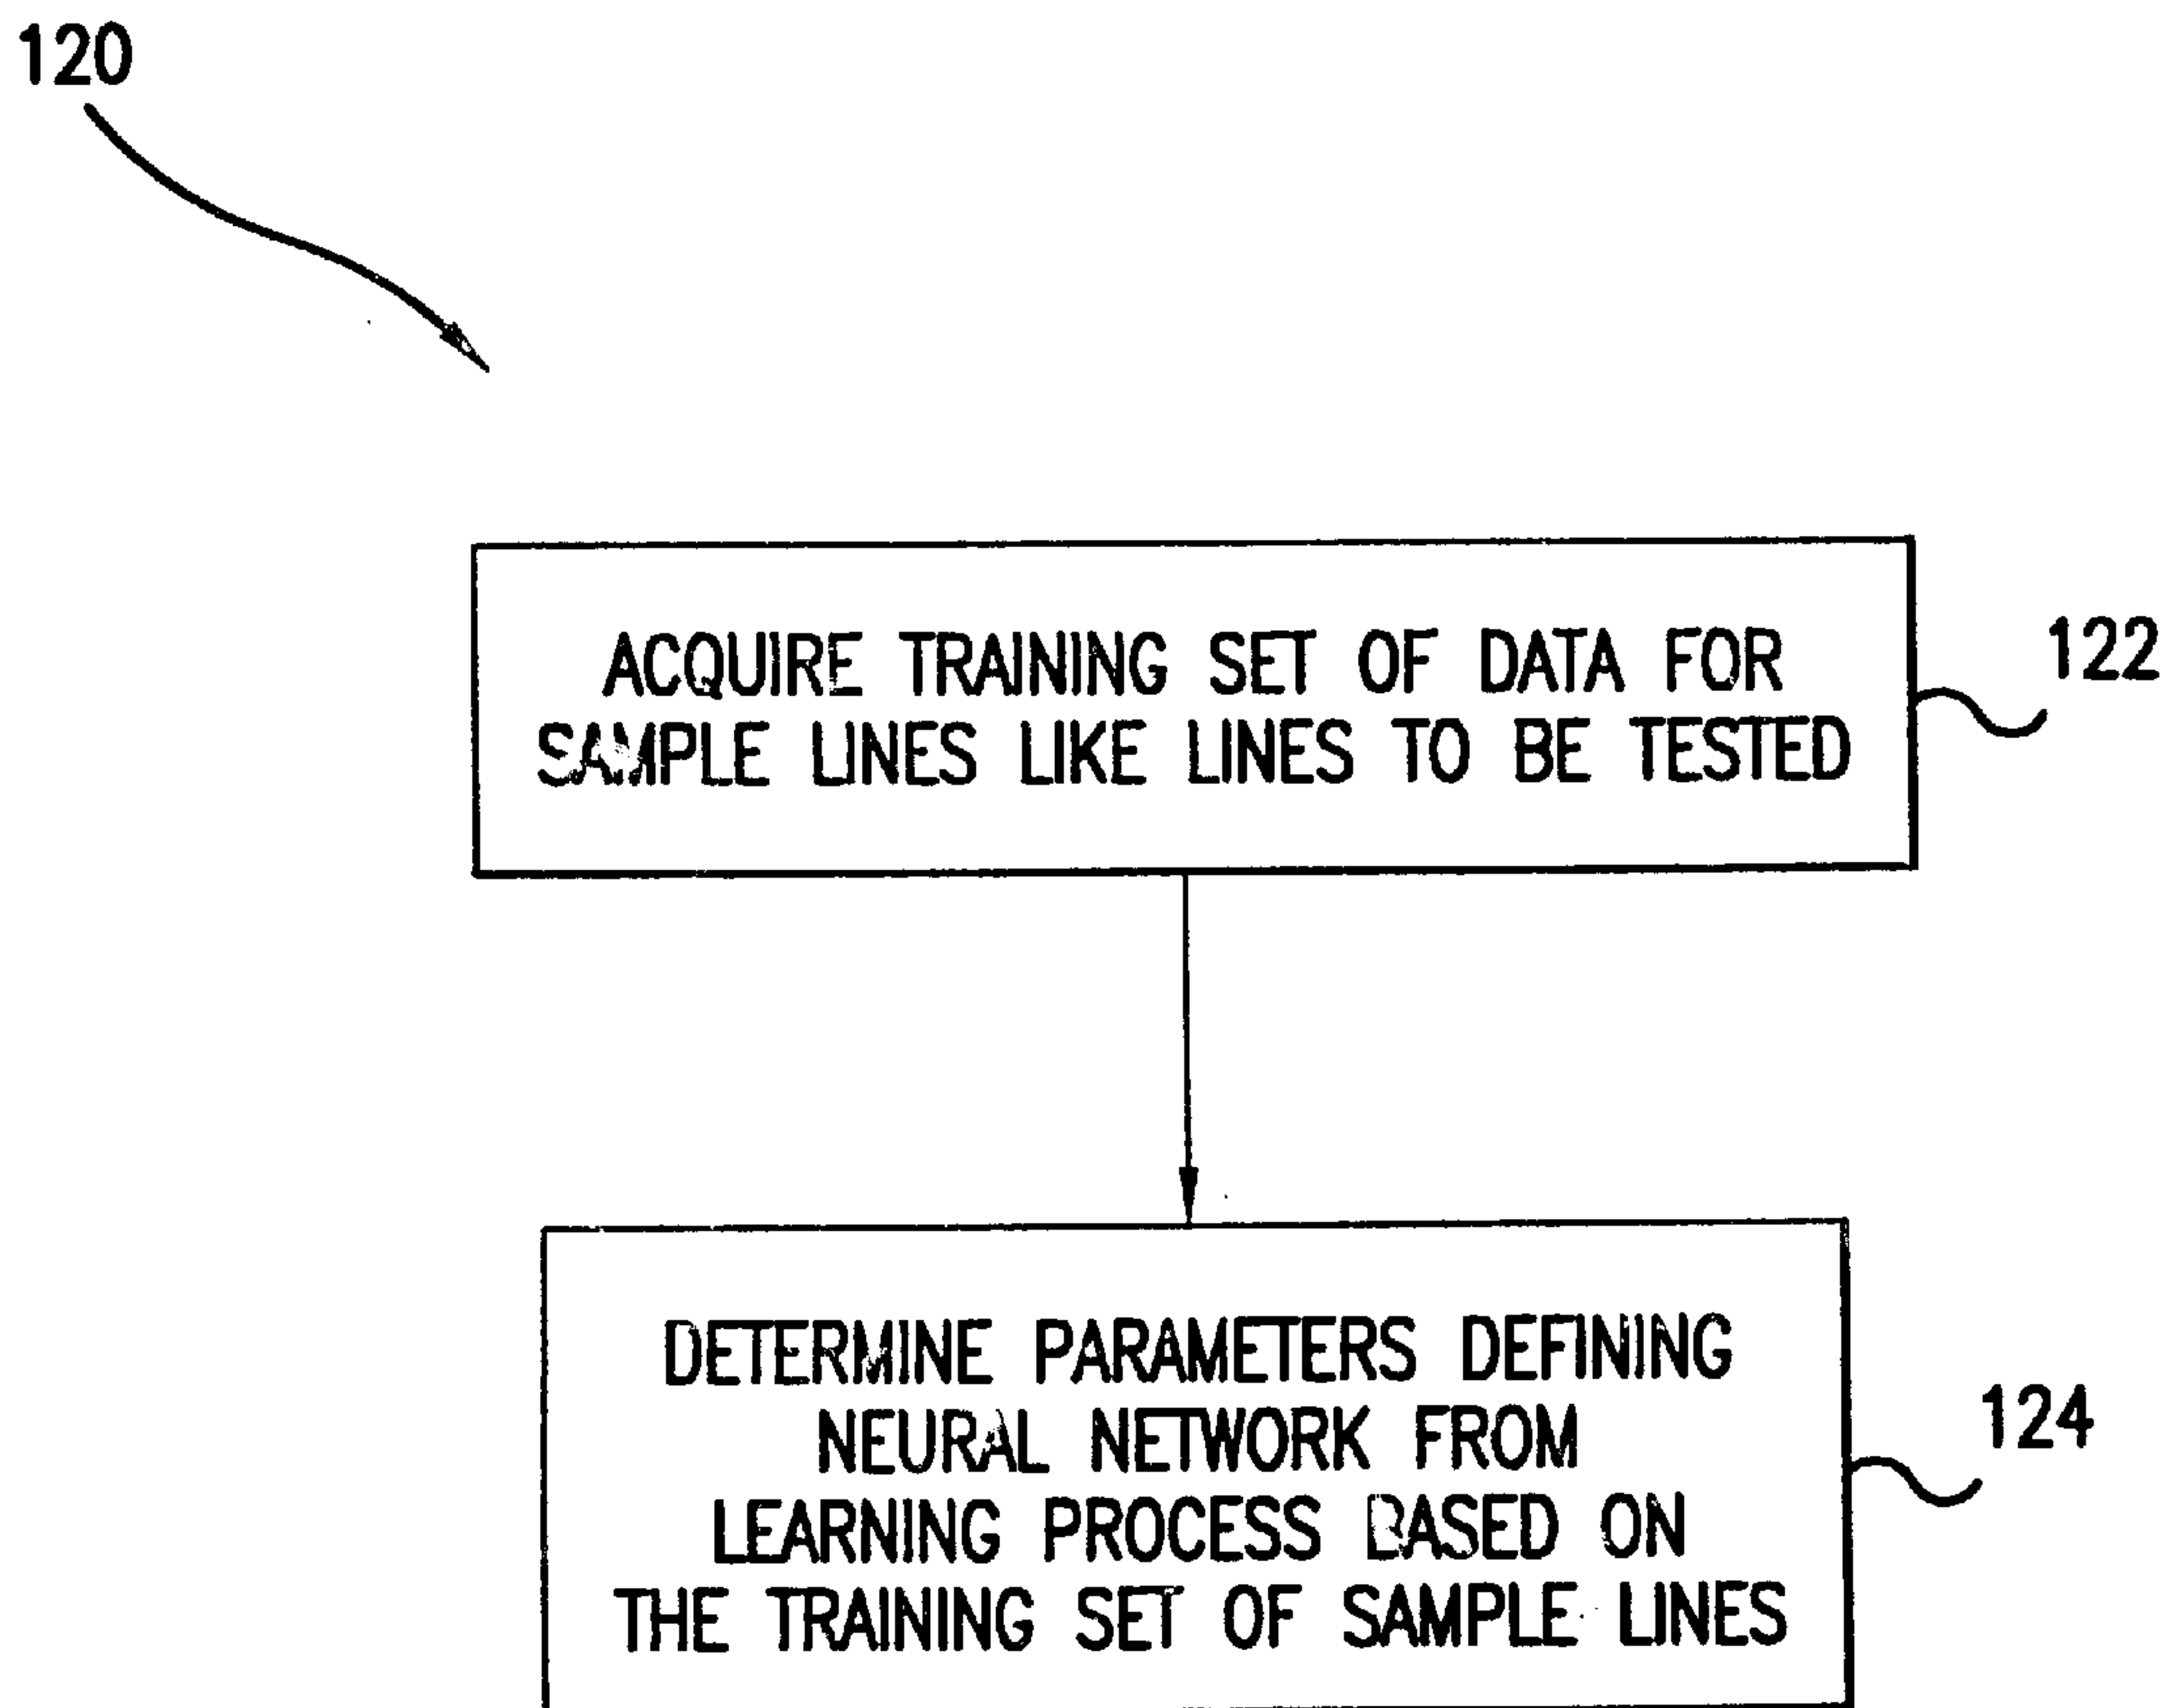 120
ACQUIRE TRAINING SET OF DATA FOR
SAMPLE LINES LIKE LINES TO BE TESTED
122
DETERMINE PARAMETERS DEFINING
NEURAL NETWORK FROM
LEARNING PROCESS BASED ON
THE TRAINING SET OF SAMPLE LINES
124